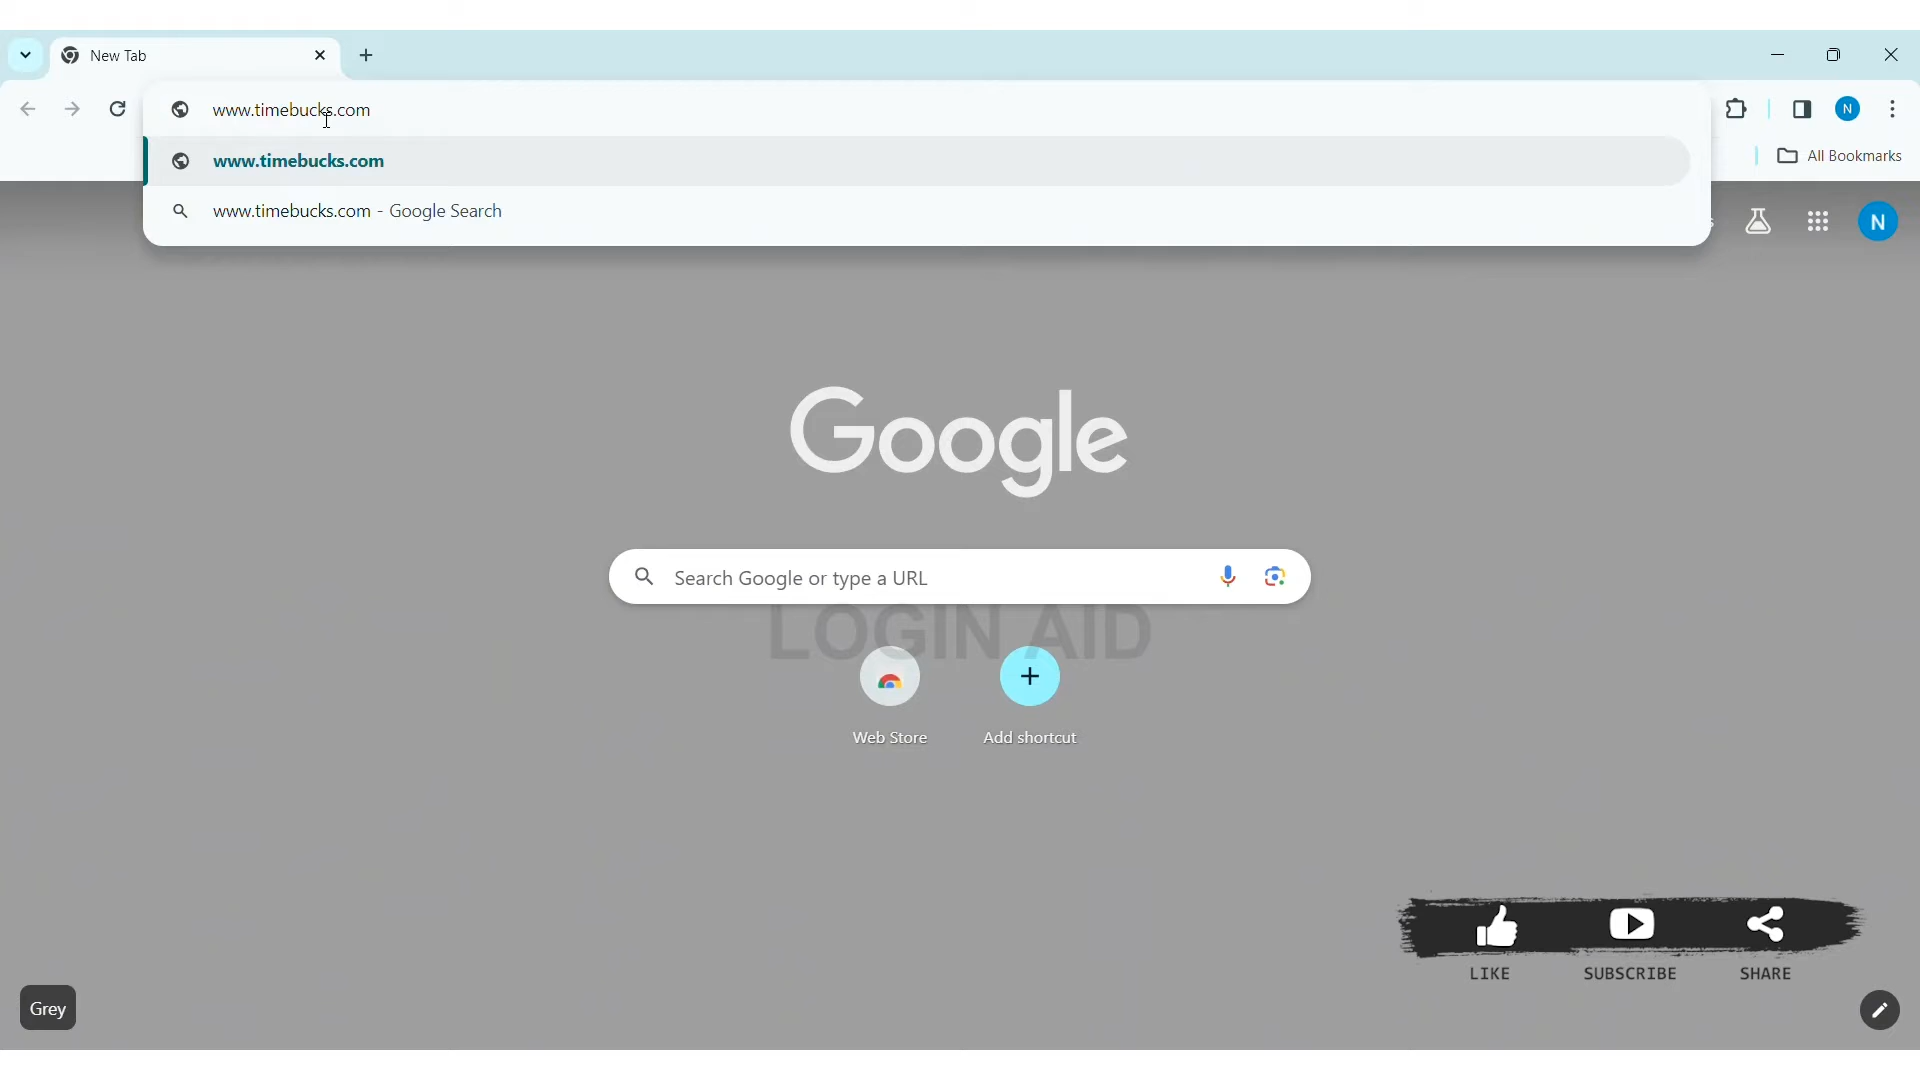 New Tab
www.timebucks.com
www.timebucks.com
www.timebucks.com - Google Search
All Bookmarks
N
N
Google
Search Google or type a URL
LOGIN AID
Web Store
Add shortcut
LIKE SUBSCRIBE SHARE
Grey